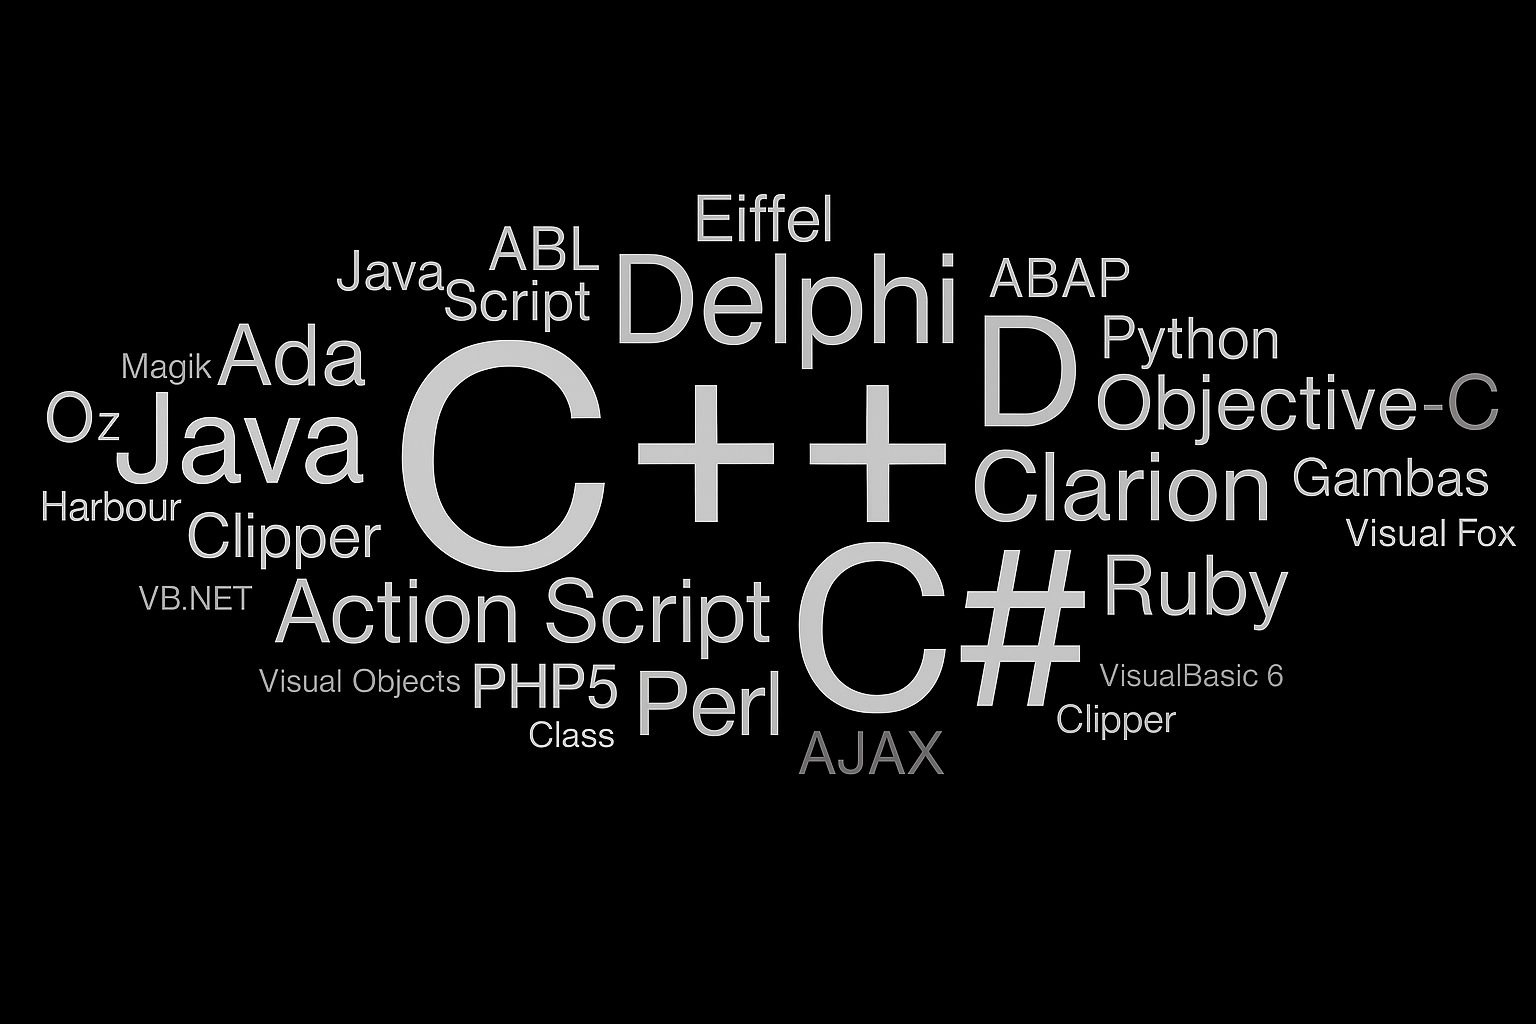 Eiffel
ABL
Java
Script
Delphi
ABAP
Python
Magik
Ada
C++
D
Objective-C
Oz
Java
Clarion
Gambas
Harbour
Clipper
Visual Fox
VB.NET
Action Script
C#
Ruby
Visual Objects
PHP5
Perl
VisualBasic 6
Class
Clipper
AJAX